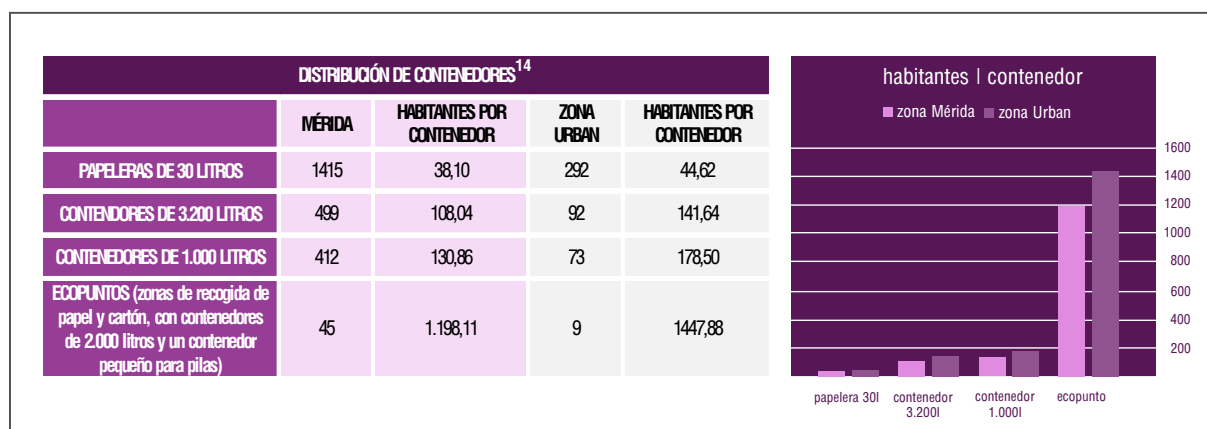 DISTRIBUCIÓN DE CONTENEDORES14
MÉRIDA
HABITANTES POR
CONTENEDOR
ZONA
URBAN
HABITANTES POR
CONTENEDOR
PAPELERAS DE 30 LITROS 1415 38,10 292 44,62
CONTENDORES DE 3.200 LITROS 499 108,04 92 141,64
CONTENEDORES DE 1.000 LITROS 412 130,86 73 178,50
ECOPUNTOS (zonas de recogida de
papel y cartón, con contenedores
de 2.000 litros y un contenedor
pequeño para pilas)
45 1.198,11 9 1447,88
habitantes | contenedor
zona Mérida zona Urban
1600
1400
1200
1000
800
600
400
200
papelera 30l
contenedor
3.200l
contenedor
1.000l
ecopunto